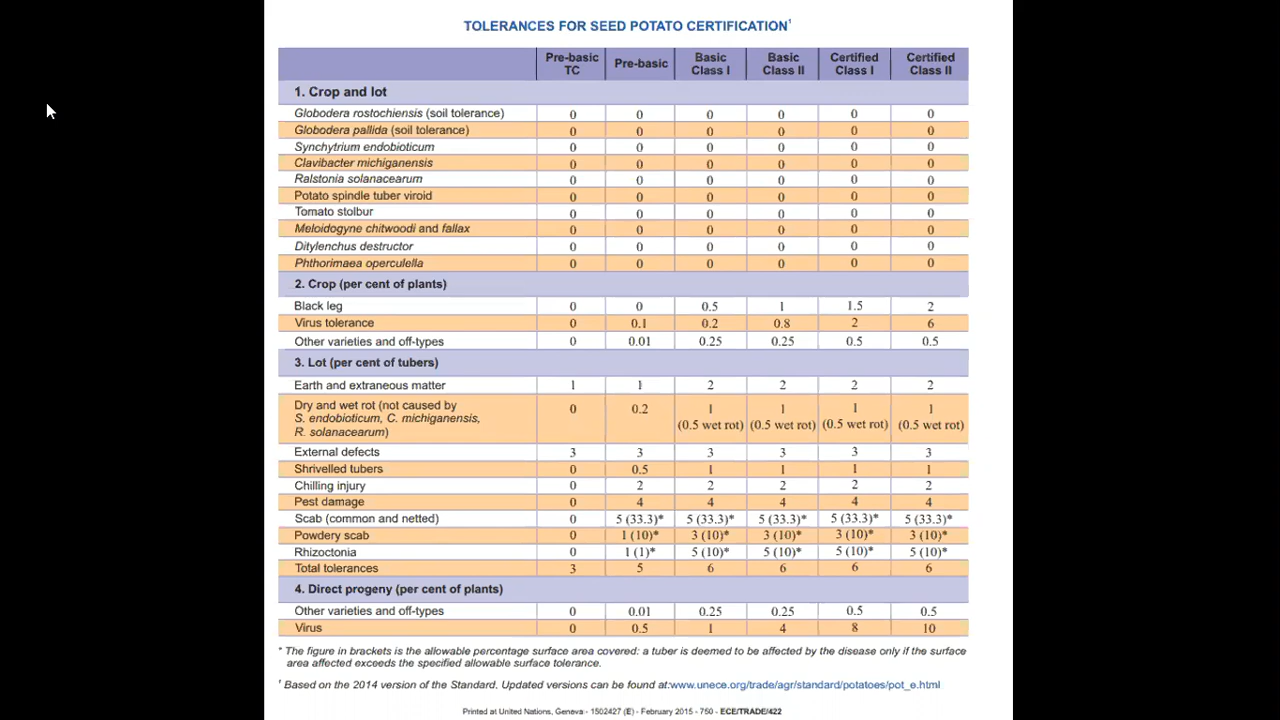 TOLERANCES FOR SEED POTATO CERTIFICATION¹
Pre-basic TC Pre-basic Basic Class I Basic Class II Certified Class I Certified Class II
1. Crop and lot
Globodera rostochiensis (soil tolerance) 0 0 0 0 0 0
Globodera pallida (soil tolerance) 0 0 0 0 0 0
Synchytrium endobioticum 0 0 0 0 0 0
Clavibacter michiganensis 0 0 0 0 0 0
Ralstonia solanacearum 0 0 0 0 0 0
Potato spindle tuber viroid 0 0 0 0 0 0
Tomato stolbur 0 0 0 0 0 0
Meloidogyne chitwoodi and fallax 0 0 0 0 0 0
Ditylenchus destructor 0 0 0 0 0 0
Phthorimaea operculella 0 0 0 0 0 0
2. Crop (per cent of plants)
Black leg 0 0 0.5 1 1.5 2
Virus tolerance 0 0.1 0.2 0.8 2 6
Other varieties and off-types 0 0.01 0.25 0.25 0.5 0.5
3. Lot (per cent of tubers)
Earth and extraneous matter 1 1 2 2 2 2
Dry and wet rot (not caused by 0 0.2 1 1 1 1
S. endobioticum, C. michiganensis, (0.5 wet rot) (0.5 wet rot) (0.5 wet rot) (0.5 wet rot)
R. solanacearum)
External defects 3 3 3 3 3 3
Shrivelled tubers 0 0.5 1 1 1 1
Chilling injury 0 2 2 2 2 2
Pest damage 0 4 4 4 4 4
Scab (common and netted) 0 5 (33.3)* 5 (33.3)* 5 (33.3)* 5 (33.3)* 5 (33.3)*
Powdery scab 0 1 (10)* 3 (10)* 3 (10)* 3 (10)* 3 (10)*
Rhizoctonia 0 1 (1)* 5 (10)* 5 (10)* 5 (10)* 5 (10)*
Total tolerances 3 5 6 6 6 6
4. Direct progeny (per cent of plants)
Other varieties and off-types 0 0.01 0.25 0.25 0.5 0.5
Virus 0 0.5 1 4 8 10
* The figure in brackets is the allowable percentage surface area covered: a tuber is deemed to be affected by the disease only if the surface
area affected exceeds the specified allowable surface tolerance.
¹ Based on the 2014 version of the Standard. Updated versions can be found at:www.unece.org/trade/agr/standard/potatoes/pot_e.html
Printed at United Nations, Geneva - 1502427 (E) - February 2015 - 750 - ECE/TRADE/422